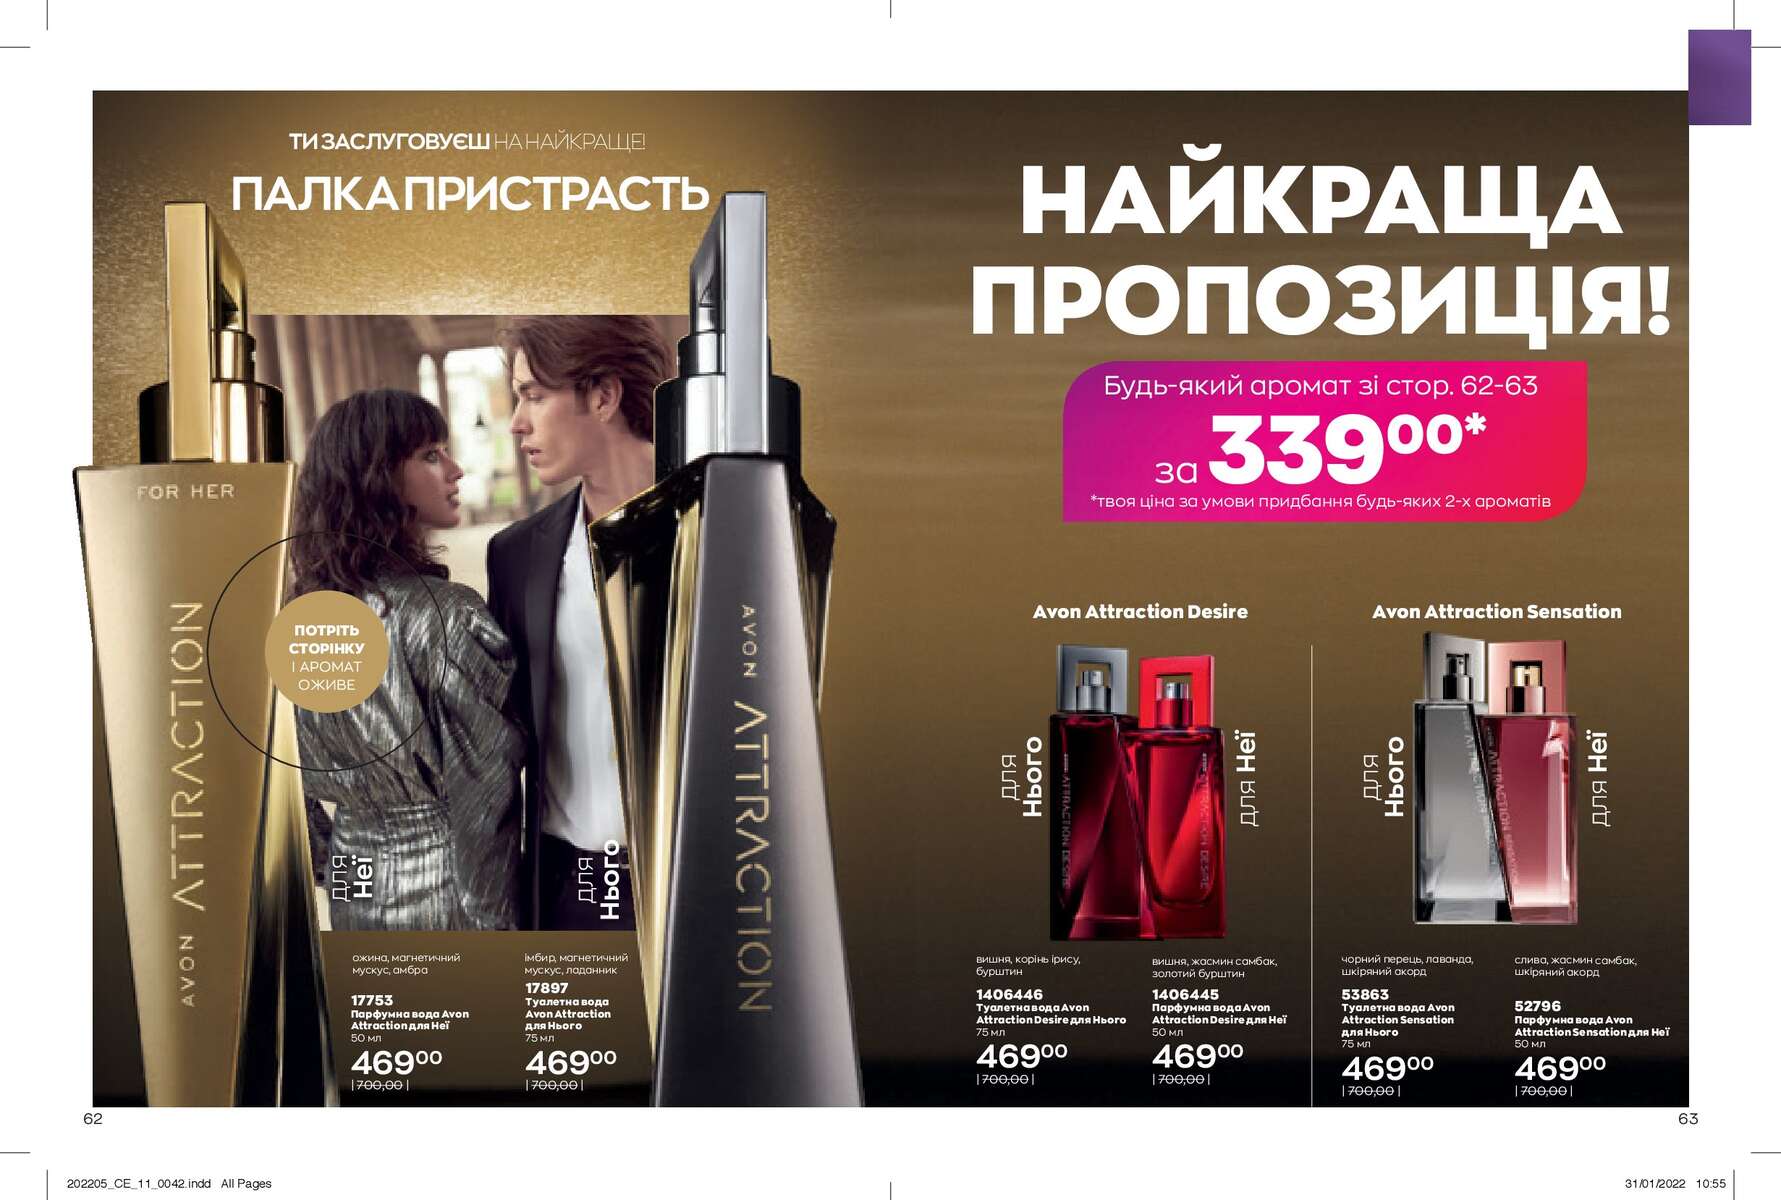 ТИ ЗАСЛУГОВУЄШ НА НАЙКРАЩЕ!
ПАЛКА ПРИСТРАСТЬ
FOR HER
AVON ATTRACTION
ПОТРІТЬ
СТОРІНКУ
І АРОМАТ
ОЖИВЕ
ДЛЯ
Неї
ДЛЯ
Нього
AVON ATTRACTION
ожина, магнетичний
мускус, амбра
17753
Парфумна вода Avon
Attraction для Неї
50 мл
469⁰⁰
| 700,00 |
імбир, магнетичний
мускус, ладанник
17897
Туалетна вода
Avon Attraction
для Нього
75 мл
469⁰⁰
| 700,00 |
62
НАЙКРАЩА
ПРОПОЗИЦІЯ!
Будь-який аромат зі стор. 62-63
за 339⁰⁰*
*твоя ціна за умови придбання будь-яких 2-х ароматів
Avon Attraction Desire
ДЛЯ
Нього
ATTRACTION DESIRE
ATTRACTION DESIRE
ДЛЯ Неї
вишня, корінь ірису,
бурштин
1406446
Туалетна вода Avon
Attraction Desire для Нього
75 мл
469⁰⁰
| 700,00 |
вишня, жасмин самбак,
золотий бурштин
1406445
Парфумна вода Avon
Attraction Desire для Неї
50 мл
469⁰⁰
| 700,00 |
Avon Attraction Sensation
ДЛЯ
Нього
ATTRACTION
ATTRACTION SENSATION
ДЛЯ Неї
чорний перець, лаванда,
шкіряний акорд
53863
Туалетна вода Avon
Attraction Sensation
для Нього
75 мл
469⁰⁰
| 700,00 |
слива, жасмин самбак,
шкіряний акорд
52796
Парфумна вода Avon
Attraction Sensation для Неї
50 мл
469⁰⁰
| 700,00 |
63
202205_CE_11_0042.indd   All Pages
31/01/2022   10:55